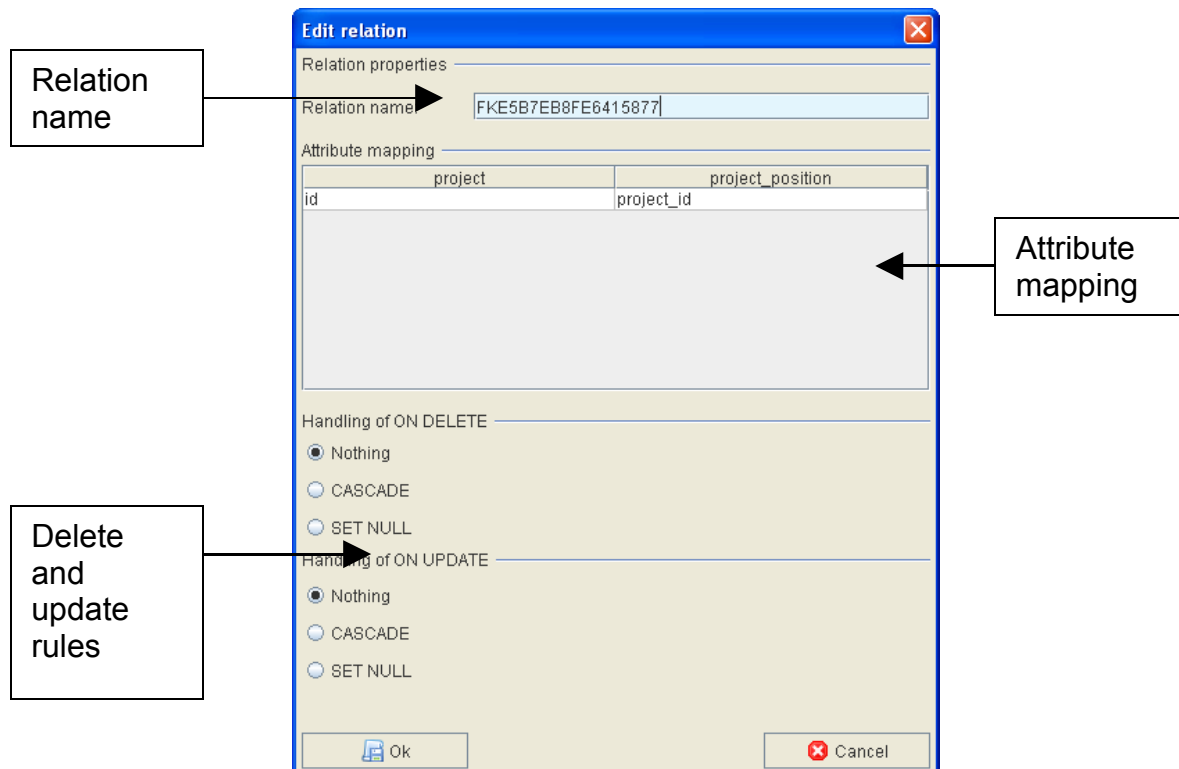 Edit relation
Relation properties
Relation name
Relation name:
FKE5B7EB8FE6415877
Attribute mapping
project project_position
id project_id
Attribute mapping
Handling of ON DELETE
Nothing
CASCADE
SET NULL
Delete and update rules
Handling of ON UPDATE
Nothing
CASCADE
SET NULL
Ok Cancel